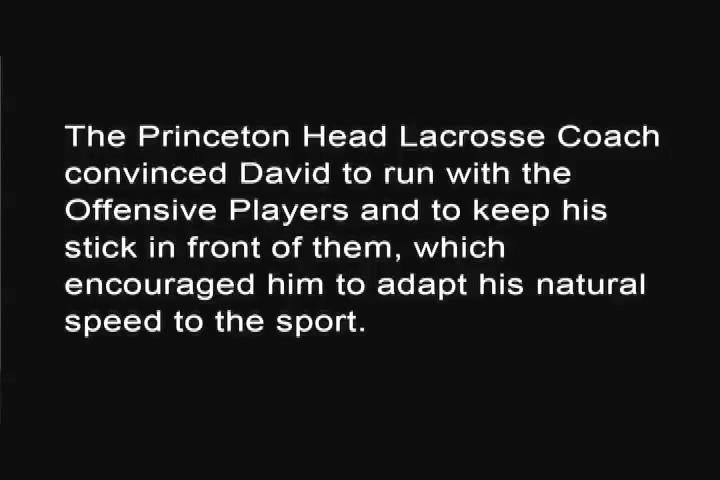 The Princeton Head Lacrosse Coach
convinced David to run with the
Offensive Players and to keep his
stick in front of them, which
encouraged him to adapt his natural
speed to the sport.